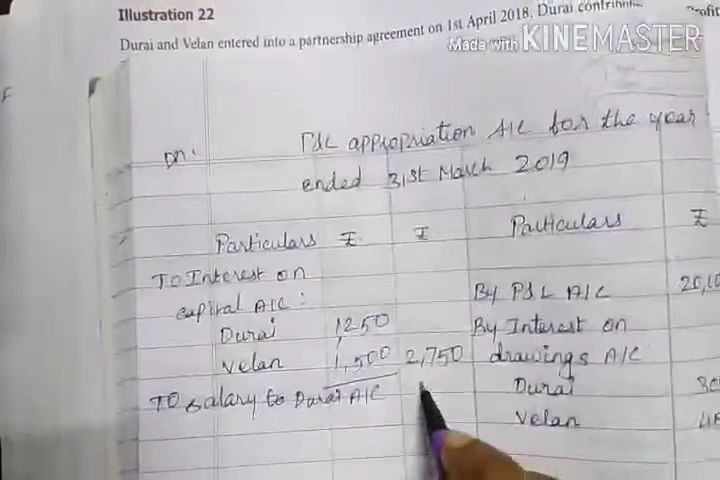 Illustration 22
Durai and Velan entered into a partnership agreement on 1st April 2018, Durai
Made with KINEMASTER
P&L appropriation A/C for the year
Dr.
ended 31st March 2019
Particulars ₹ ₹ Particulars ₹
To Interest on
capital A/C: By P&L A/C
Durai 1,250 By Interest on
Velan 1,500 2,750 drawings A/C
To salary to Durai A/C Durai
Velan